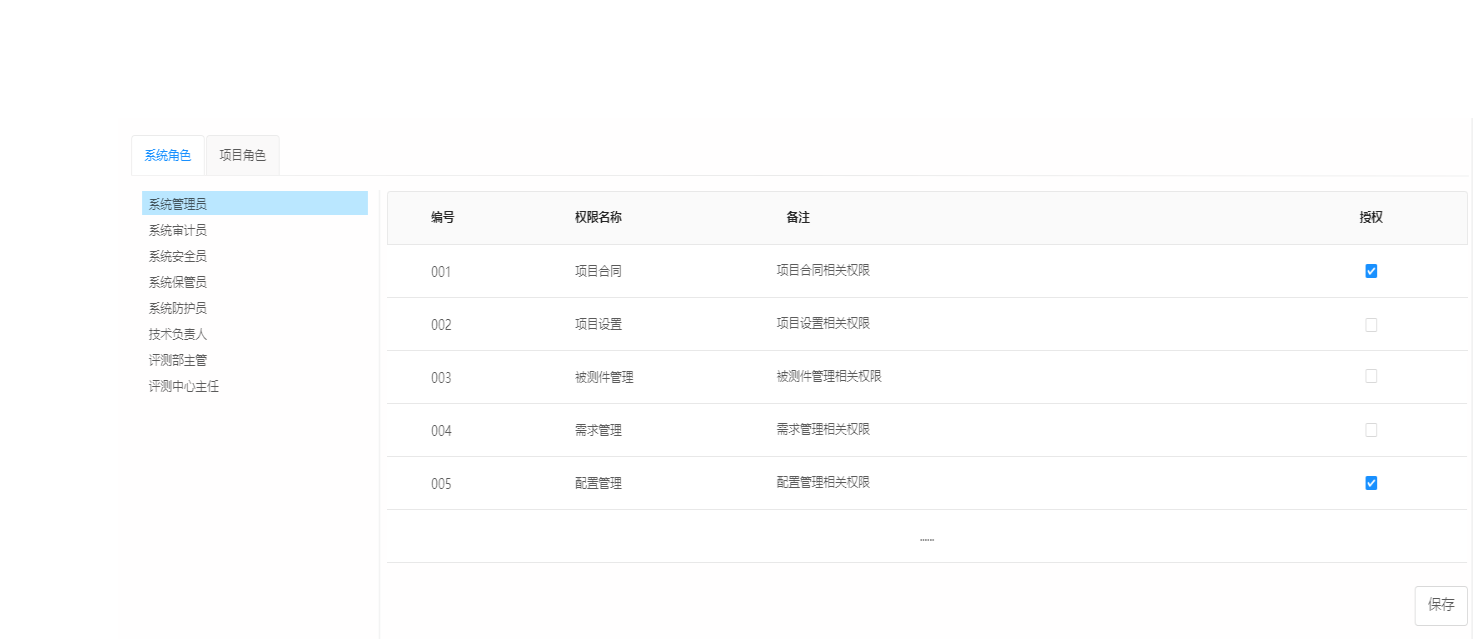 系统角色 项目角色
系统管理员
系统审计员
系统安全员
系统保管员
系统防护员
技术负责人
评测部主管
评测中心主任
编号 权限名称 备注 授权
001 项目合同 项目合同相关权限
002 项目设置 项目设置相关权限
003 被测件管理 被测件管理相关权限
004 需求管理 需求管理相关权限
005 配置管理 配置管理相关权限
......
保存